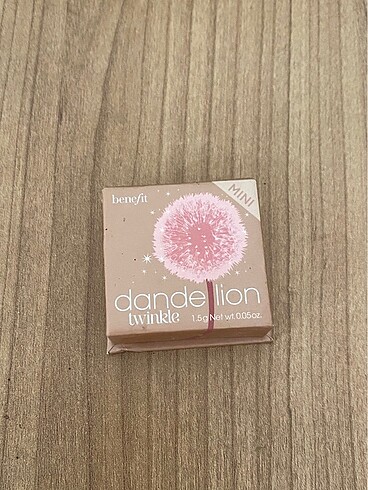 benefit
MINI
dandelion
twinkle 1.5g Net wt.0.05oz.